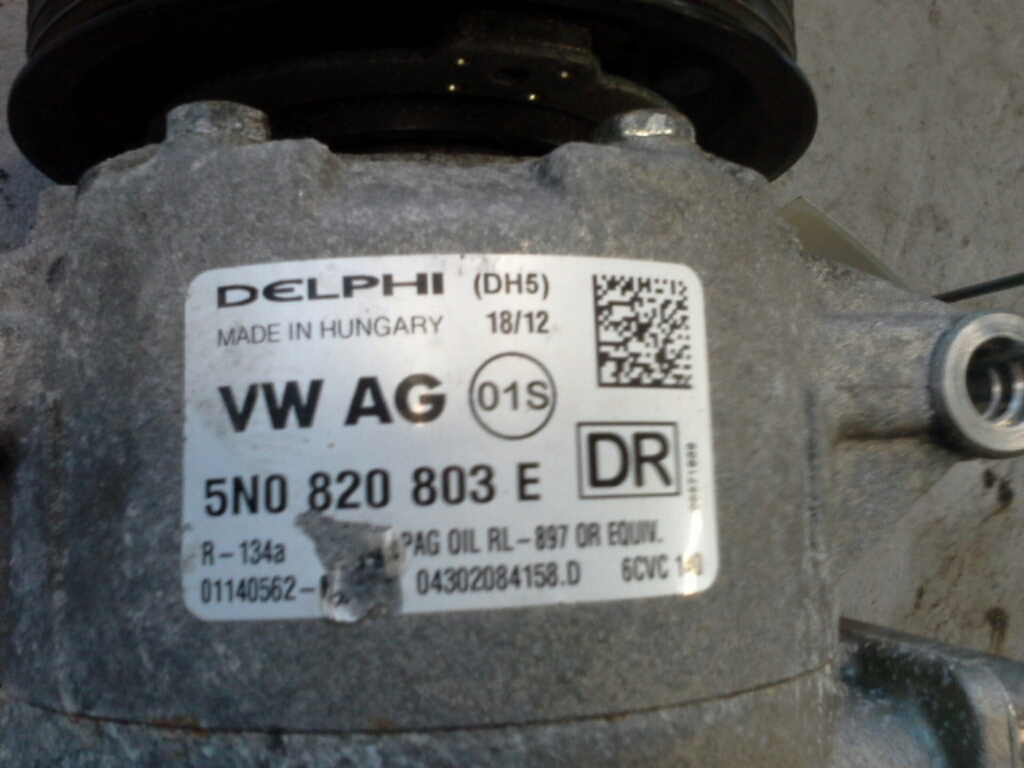 DELPHI (DH5)
MADE IN HUNGARY 18/12
VW AG 01S
5N0 820 803 E DR
R-134a PAG OIL RL-897 OR EQUIV.
01140562- 04302084158.D 6CVC